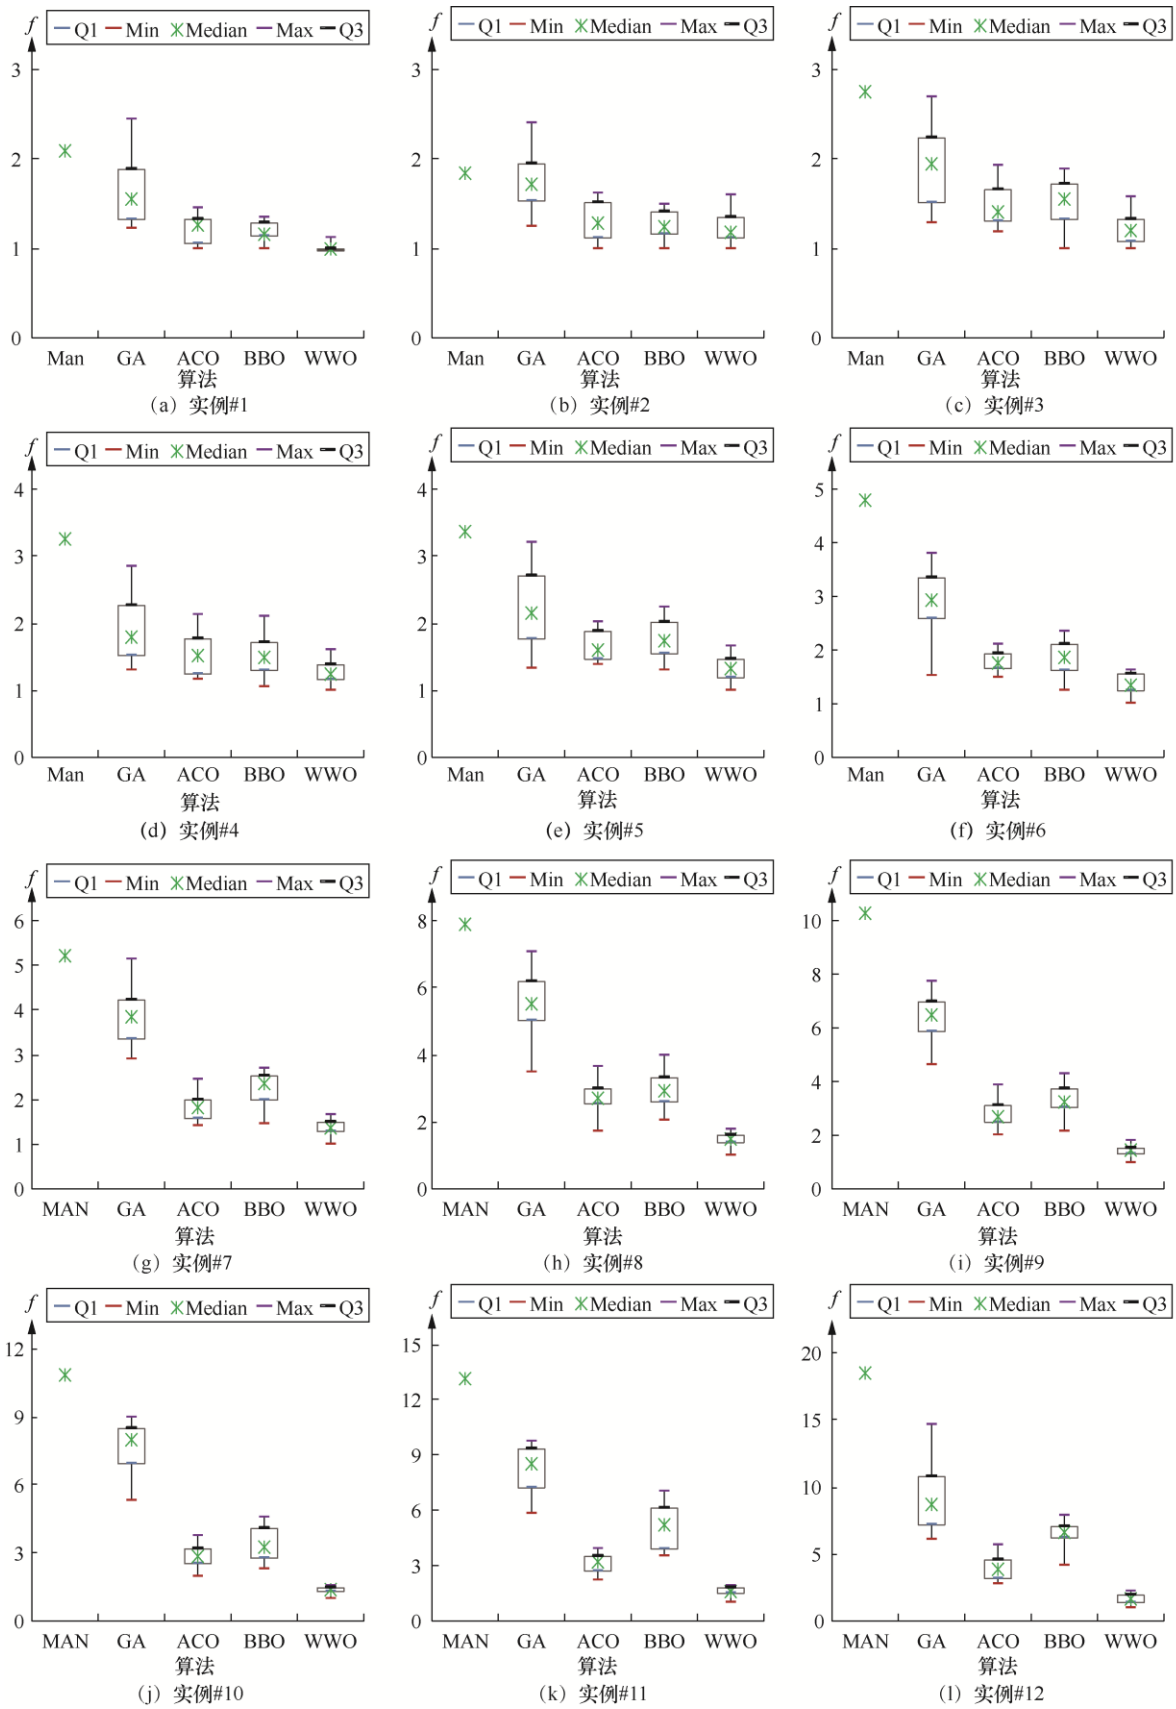 f Q1 Min Median Max Q3
3
2
1
0
Man GA ACO BBO WWO
算法
(a) 实例#1
f Q1 Min Median Max Q3
3
2
1
0
Man GA ACO BBO WWO
算法
(b) 实例#2
f Q1 Min Median Max Q3
3
2
1
0
Man GA ACO BBO WWO
算法
(c) 实例#3
f Q1 Min Median Max Q3
4
3
2
1
0
Man GA ACO BBO WWO
算法
(d) 实例#4
f Q1 Min Median Max Q3
4
3
2
1
0
Man GA ACO BBO WWO
算法
(e) 实例#5
f Q1 Min Median Max Q3
5
4
3
2
1
0
Man GA ACO BBO WWO
算法
(f) 实例#6
f Q1 Min Median Max Q3
6
5
4
3
2
1
0
MAN GA ACO BBO WWO
算法
(g) 实例#7
f Q1 Min Median Max Q3
8
6
4
2
0
MAN GA ACO BBO WWO
算法
(h) 实例#8
f Q1 Min Median Max Q3
10
8
6
4
2
0
MAN GA ACO BBO WWO
算法
(i) 实例#9
f Q1 Min Median Max Q3
12
9
6
3
0
MAN GA ACO BBO WWO
算法
(j) 实例#10
f Q1 Min Median Max Q3
15
12
9
6
3
0
MAN GA ACO BBO WWO
算法
(k) 实例#11
f Q1 Min Median Max Q3
20
15
10
5
0
MAN GA ACO BBO WWO
算法
(l) 实例#12